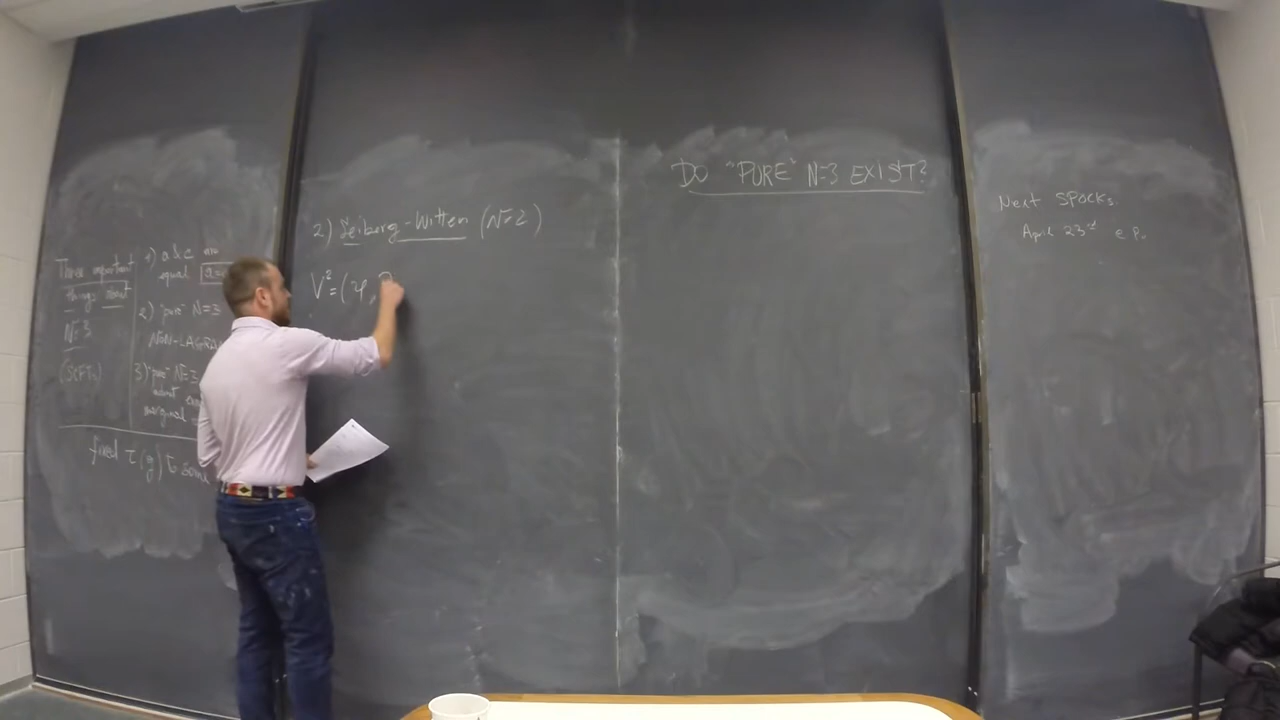 Three important
things about
N=3
(SCFTs)
1) a&c are
equal a=
2) "pure" N=3
NON-LAGRA
3) "pure" N=3
marginal
fixed τ(g) to some
2) Seiberg-Witten (N=2)
V²=(φ,
DO "PURE" N=3 EXIST?
Next SPOCKS.
April 23rd @ P.